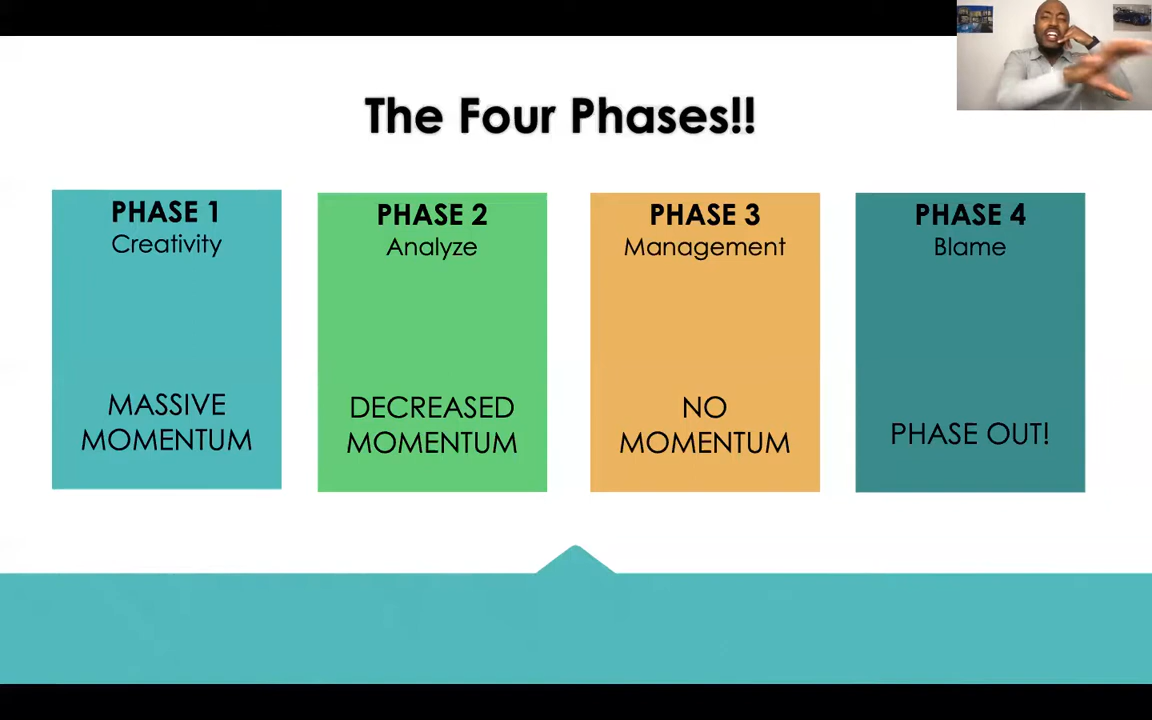 The Four Phases!!
PHASE 1
Creativity
MASSIVE
MOMENTUM
PHASE 2
Analyze
DECREASED
MOMENTUM
PHASE 3
Management
NO
MOMENTUM
PHASE 4
Blame
PHASE OUT!